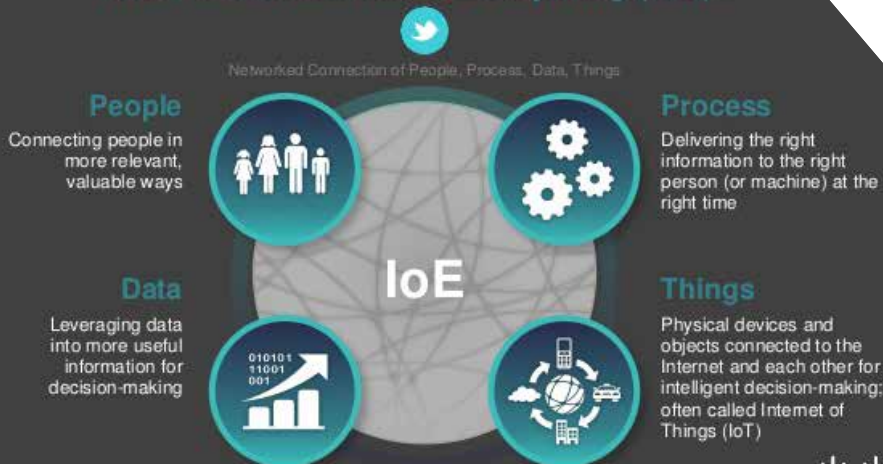 Networked Connection of People, Process, Data, Things
People
Connecting people in
more relevant,
valuable ways
Process
Delivering the right
information to the right
person (or machine) at the
right time
IoE
Data
Leveraging data
into more useful
information for
decision-making
010101
11001
001
Things
Physical devices and
objects connected to the
Internet and each other for
intelligent decision-making;
often called Internet of
Things (IoT)